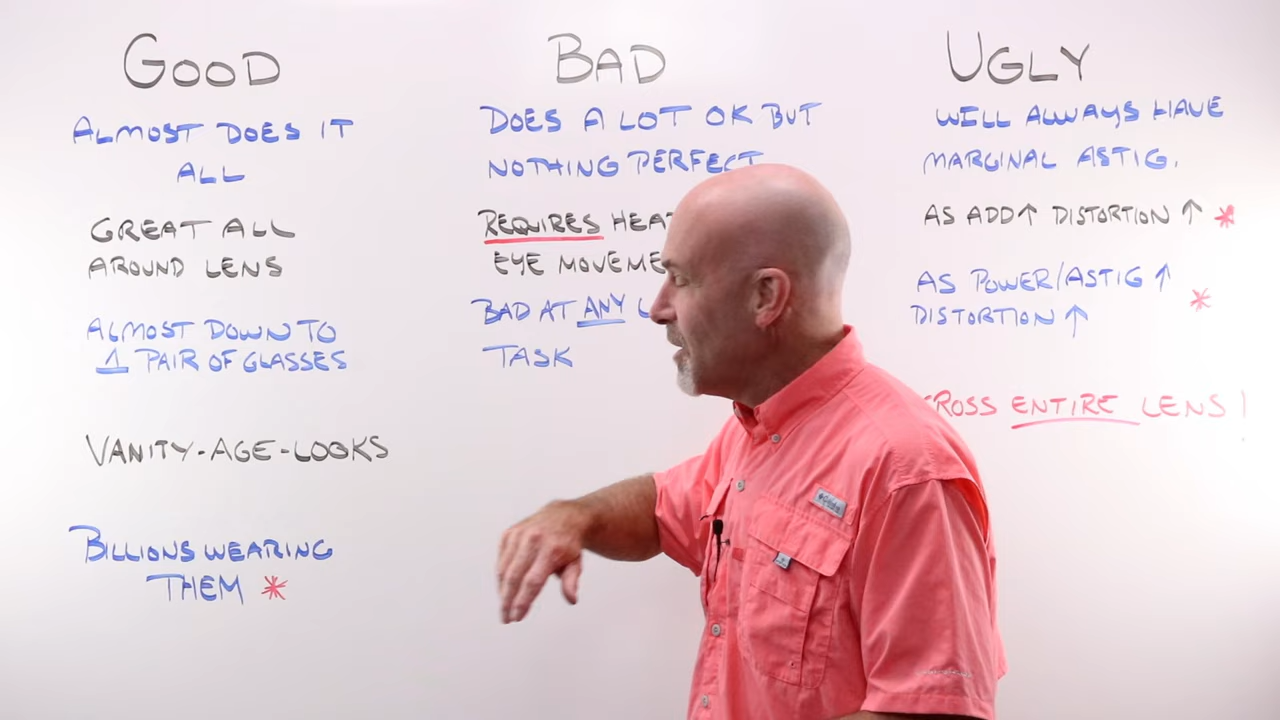 GOOD
ALMOST DOES IT
ALL
GREAT ALL
AROUND LENS
ALMOST DOWN TO
1 PAIR OF GLASSES
VANITY-AGE-LOOKS
BILLIONS WEARING
THEM *
BAD
DOES A LOT OK BUT
NOTHING PERFECT
REQUIRES
EYE
BAD AT ANY
TASK
UGLY
WILL ALWAYS HAVE
MARGINAL ASTIG.
AS ADD↑ DISTORTION ↑ *
AS POWER/ASTIG ↑
DISTORTION ↑ *
ENTIRE LENS!